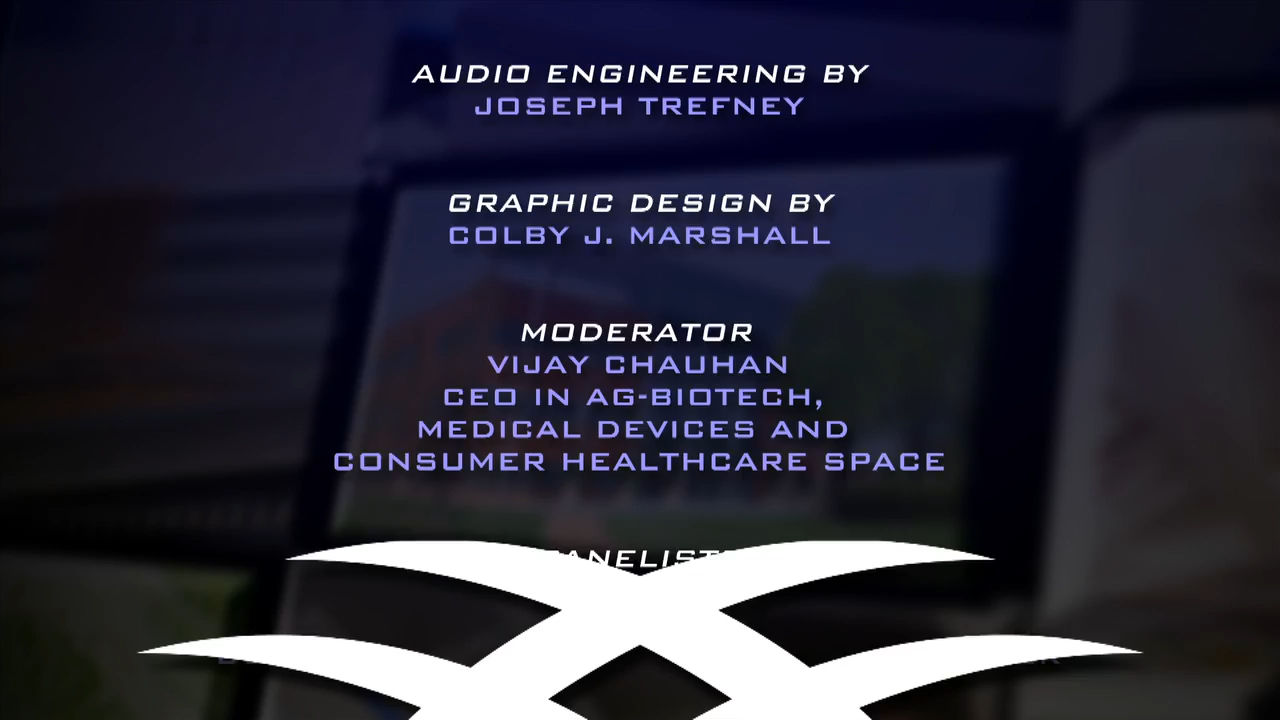 AUDIO ENGINEERING BY
JOSEPH TREFNEY
GRAPHIC DESIGN BY
COLBY J. MARSHALL
MODERATOR
VIJAY CHAUHAN
CEO IN AG-BIOTECH,
MEDICAL DEVICES AND
CONSUMER HEALTHCARE SPACE